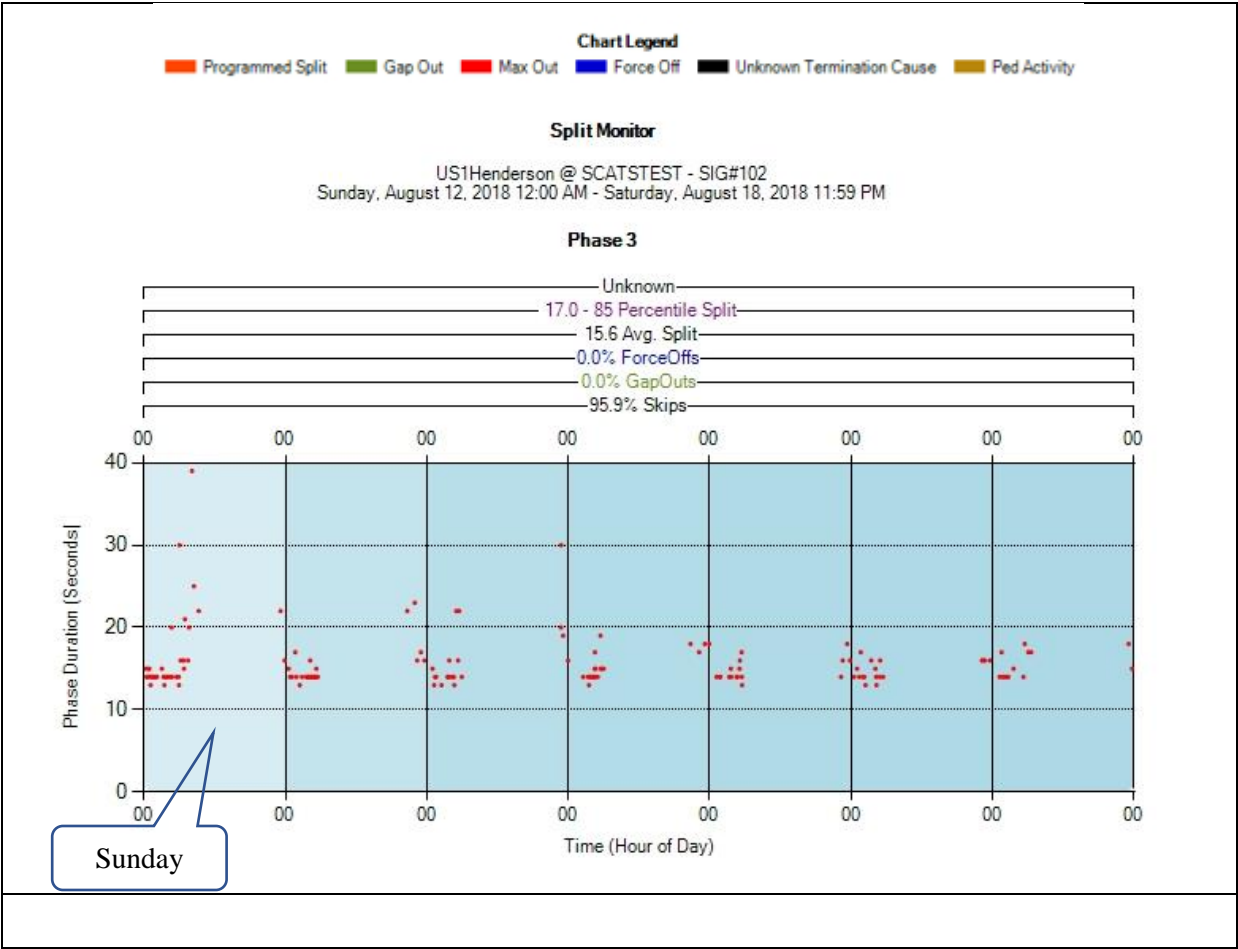 Chart Legend
Programmed Split Gap Out Max Out Force Off Unknown Termination Cause Ped Activity
Split Monitor
US1Henderson @ SCATSTEST - SIG#102
Sunday, August 12, 2018 12:00 AM - Saturday, August 18, 2018 11:59 PM
Phase 3
Unknown
17.0 - 85 Percentile Split
15.6 Avg. Split
0.0% ForceOffs
0.0% GapOuts
95.9% Skips
00 00 00 00 00 00 00 00
40
30
20
10
0
Phase Duration (Seconds)
00 00 00 00 00 00 00 00
Time (Hour of Day)
Sunday